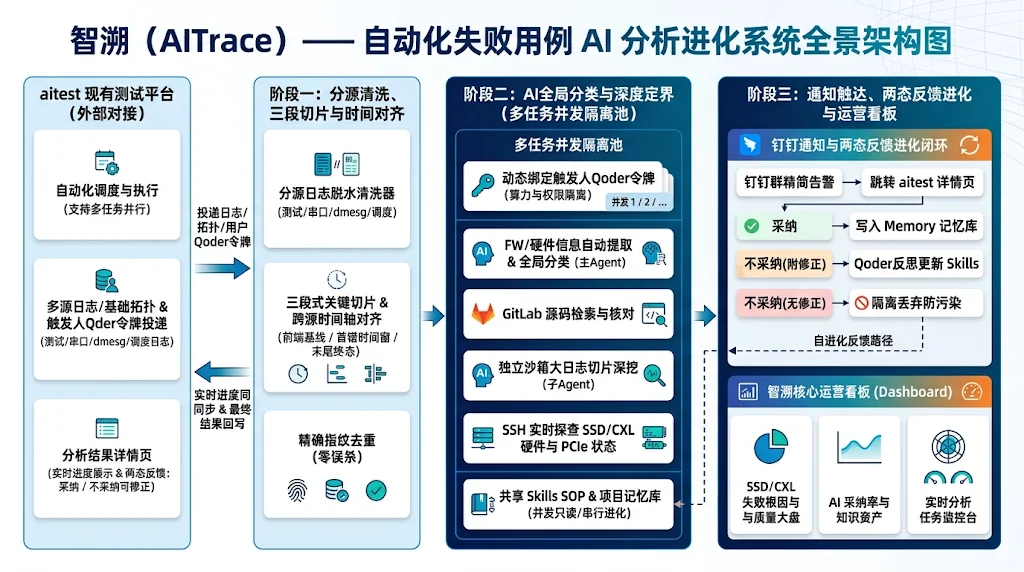 智溯（AITrace）—— 自动化失败用例 AI 分析进化系统全景架构图
aitest 现有测试平台
（外部对接）
自动化调度与执行
（支持多任务井行）
多源日志/基础拓扑 &
触发人Qder令牌投递
（测试/串口/dmesg/调度日志）
分析结果详情页
（实时进度展示 & 两态反馈：
采纳 / 不采纳可修正）
投递日志/
拓扑/用户
Qoder令牌
实时进度同
同步 & 最终
结果回写
阶段一：分源清洗、
三段切片与时间对齐
分源日志脱水清洗器
（测试/串口/dmesg/调度）
三段式关键切片 &
跨源时间轴对齐
（前端基线 / 首错时间窗 /
末尾终态）
精确指纹去重
（零误杀）
阶段二：AI全局分类与深度定界
（多任务并发隔离池）
多任务并发隔离池
动态绑定触发人Qoder令牌
（算力与权限隔离）
并发 1 / 2 / ...
AI
FW/硬件信息自动提取
& 全局分类（主Agent）
GitLab 源码检索与核对
AI
独立沙箱大日志切片深挖
（子Agent）
SSH 实时探查 SSD/CXL
硬件与 PCIe 状态
共享 Skills SOP & 项目记忆库
（并发只读/串行进化）
阶段三：通知触达、两态反馈进化
与运营看板
钉钉通知与两态反馈进化闭环
钉钉群精简告警
跳转 aitest 详情页
采纳
写入 Memory 记忆库
不采纳(附修正)
Qoder反思更新 Skills
不采纳(无修正)
隔离丢弃防污染
自进化反馈路径
智溯核心运营看板 (Dashboard)
SSD/CXL
失败根因与
与质量大盘
AI 采纳率与
知识资产
实时分析
任务监控台